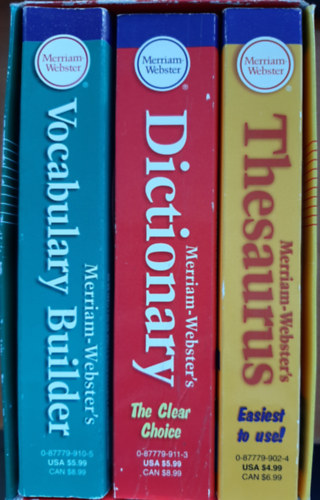 Merriam-
Webster
®
Merriam-Webster's
Vocabulary Builder
0-87779-910-5
USA $5.99
CAN $8.99
Merriam-
Webster
®
Merriam-Webster's
Dictionary
The Clear
Choice
0-87779-911-3
USA $5.99
CAN $8.99
Merriam-
Webster
®
Merriam-Webster's
Thesaurus
Easiest
to use!
0-87779-902-4
USA $4.99
CAN $6.99